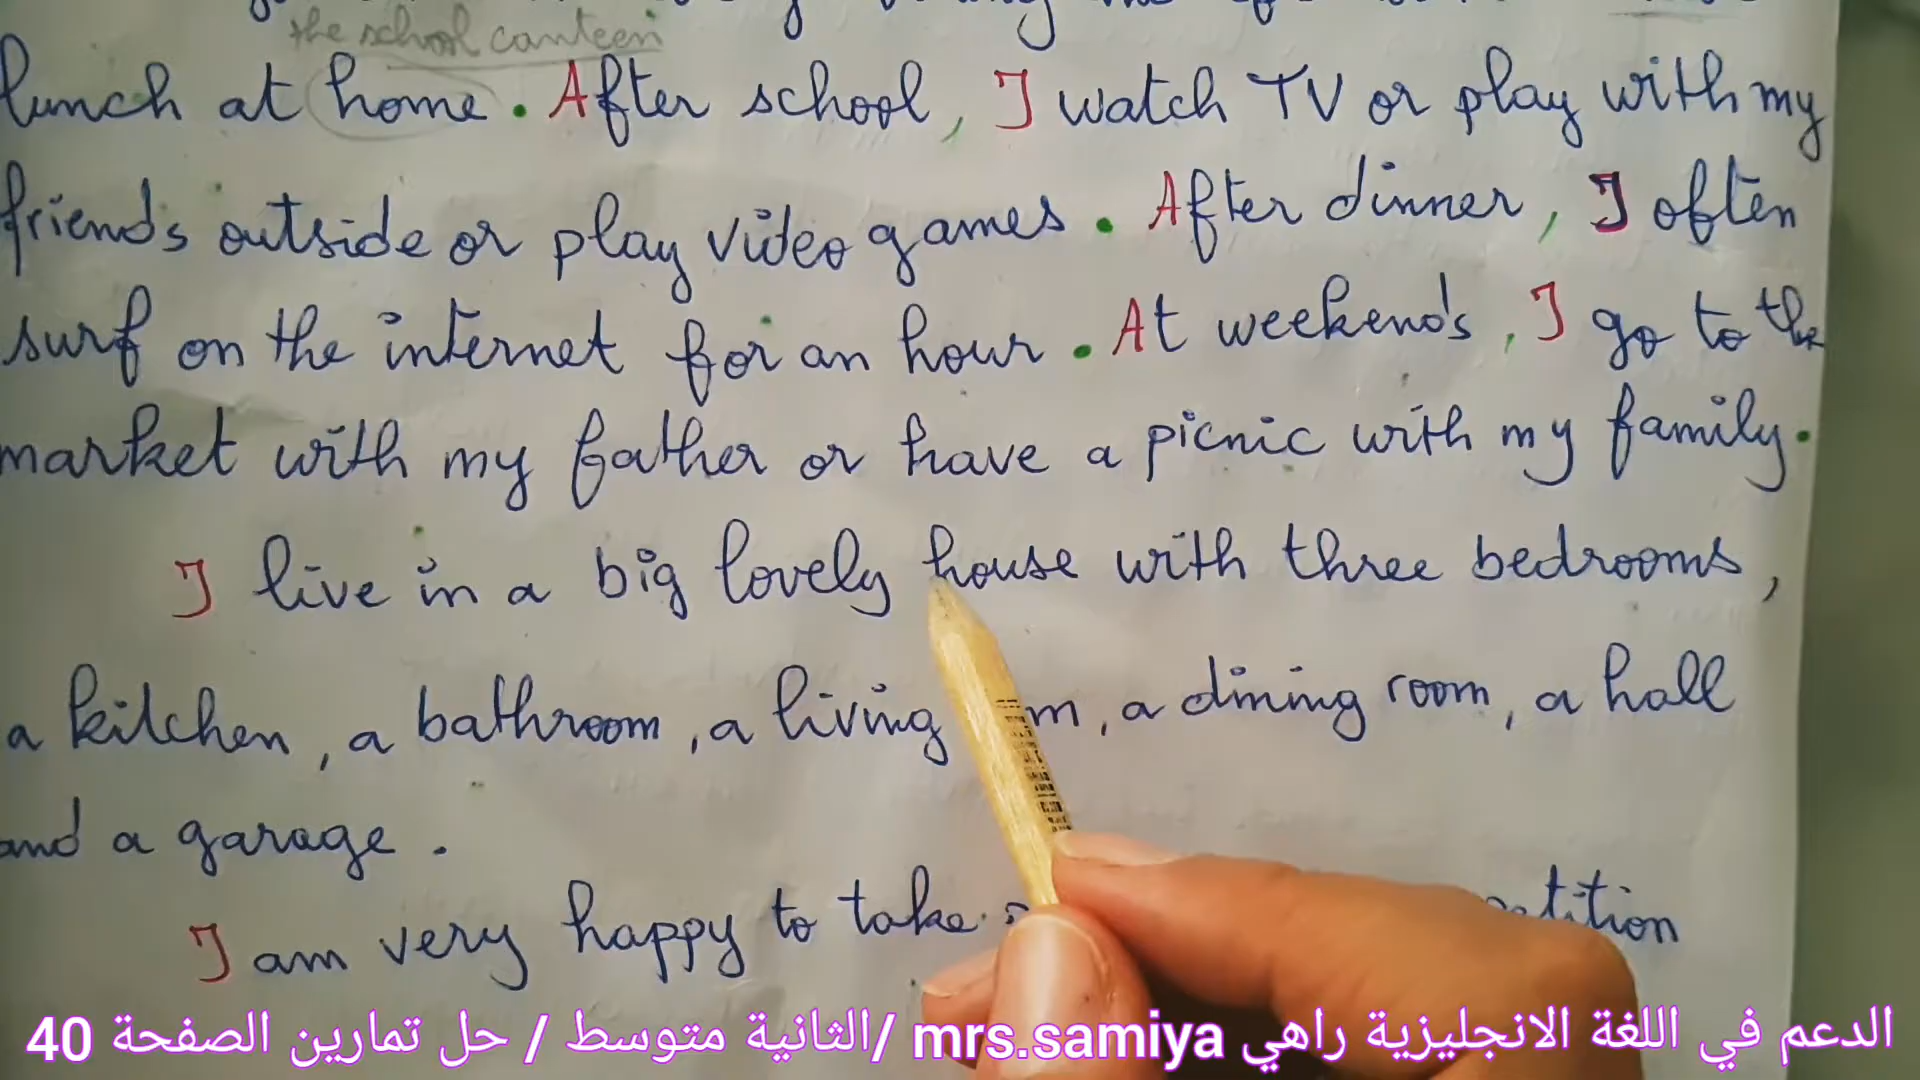 the school canteen
lunch at home. After school, I watch TV or play with my
friends outside or play video games. After dinner, I often
surf on the internet for an hour. At weekends, I go to the
market with my father or have a picnic with my family.
I live in a big lovely house with three bedrooms,
a kitchen, a bathroom, a living m, a dining room, a hall
and a garage.
I am very happy to take
الدعم في اللغة الانجليزية راهي mrs.samiya /الثانية متوسط / حل تمارين الصفحة 40